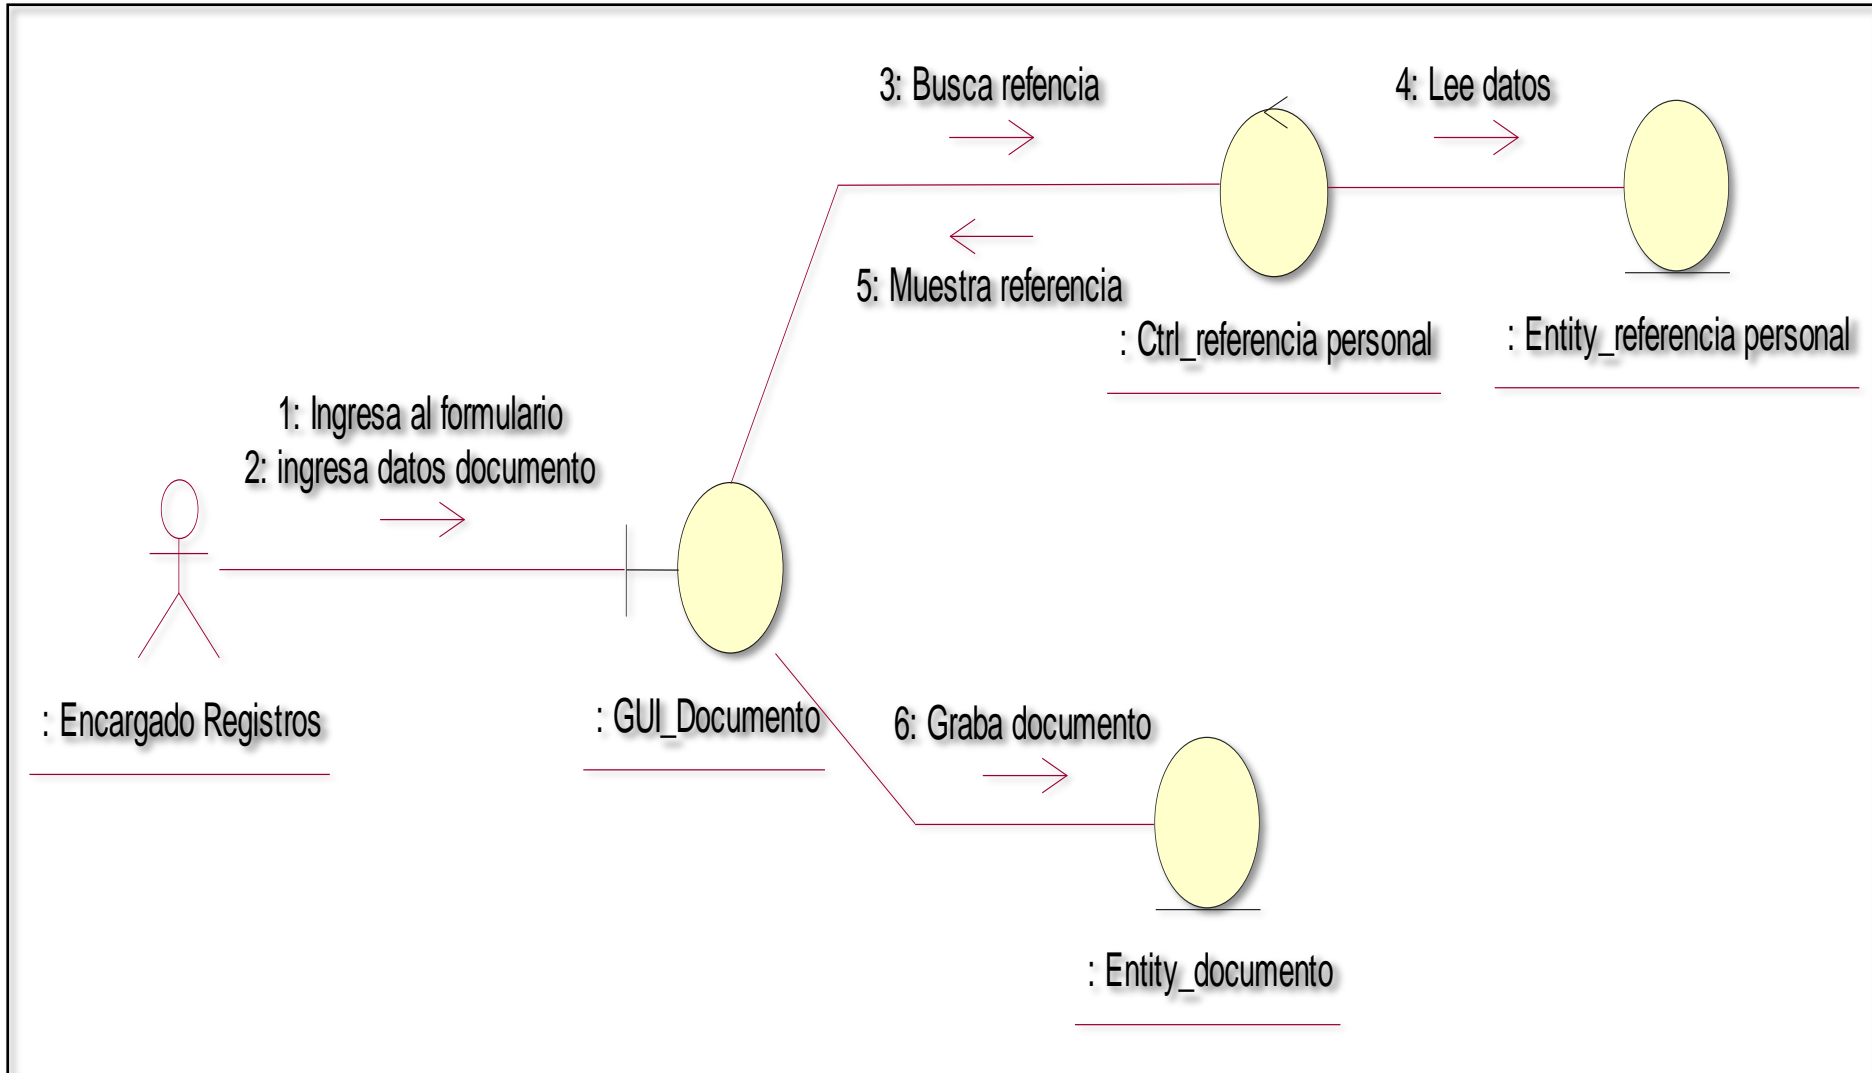 3: Busca refencia
4: Lee datos
5: Muestra referencia
: Ctrl_referencia personal
: Entity_referencia personal
1: Ingresa al formulario
2: ingresa datos documento
: Encargado Registros
: GUI_Documento
6: Graba documento
: Entity_documento